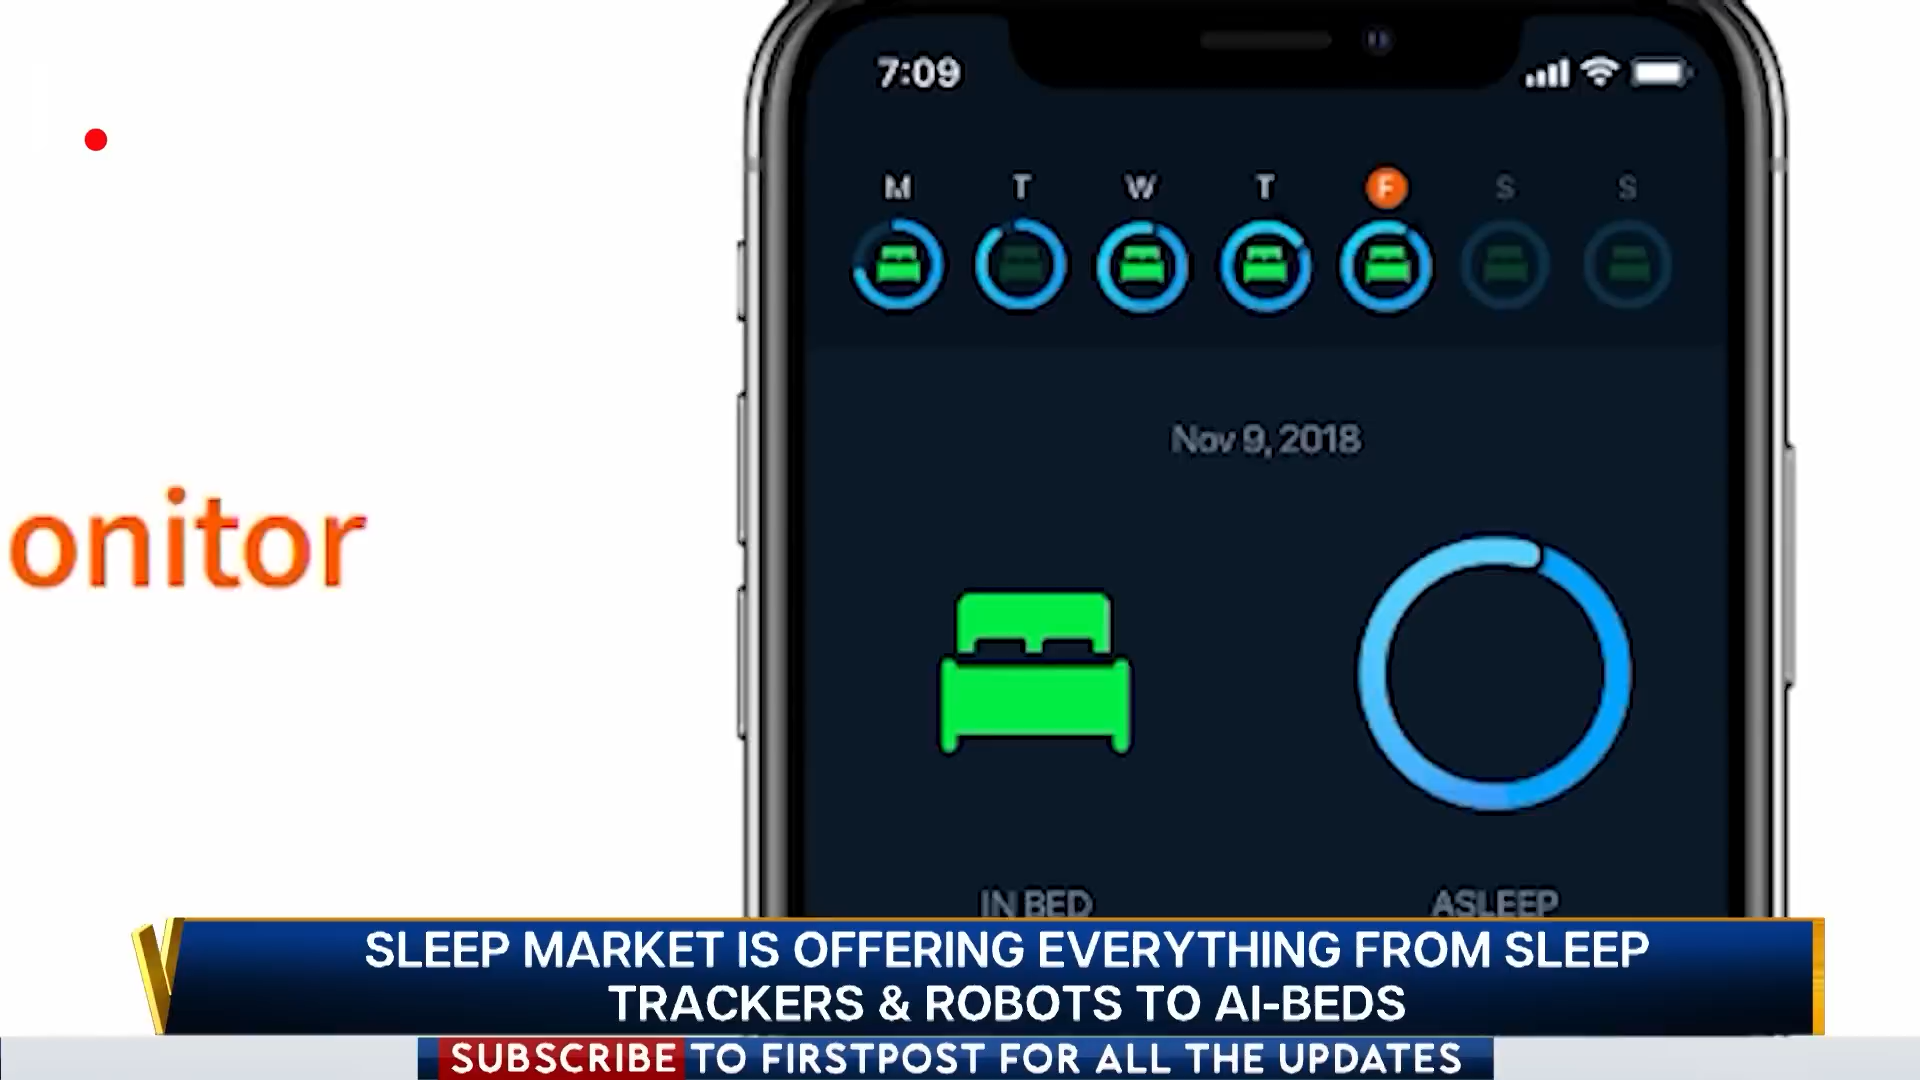 7:09
M T W T F S S
Nov 9, 2018
onitor
IN BED ASLEEP
SLEEP MARKET IS OFFERING EVERYTHING FROM SLEEP
TRACKERS & ROBOTS TO AI-BEDS
SUBSCRIBE TO FIRSTPOST FOR ALL THE UPDATES